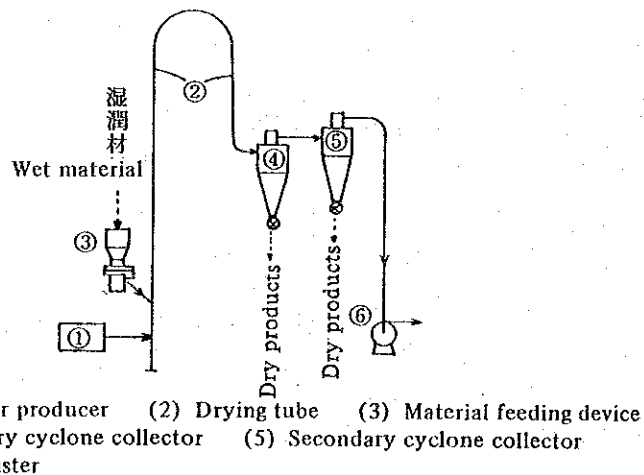 湿潤材
Wet material
②
③
①
④
⑤
⑥
Dry products
Dry products
r producer (2) Drying tube (3) Material feeding device
ry cyclone collector (5) Secondary cyclone collector
uster